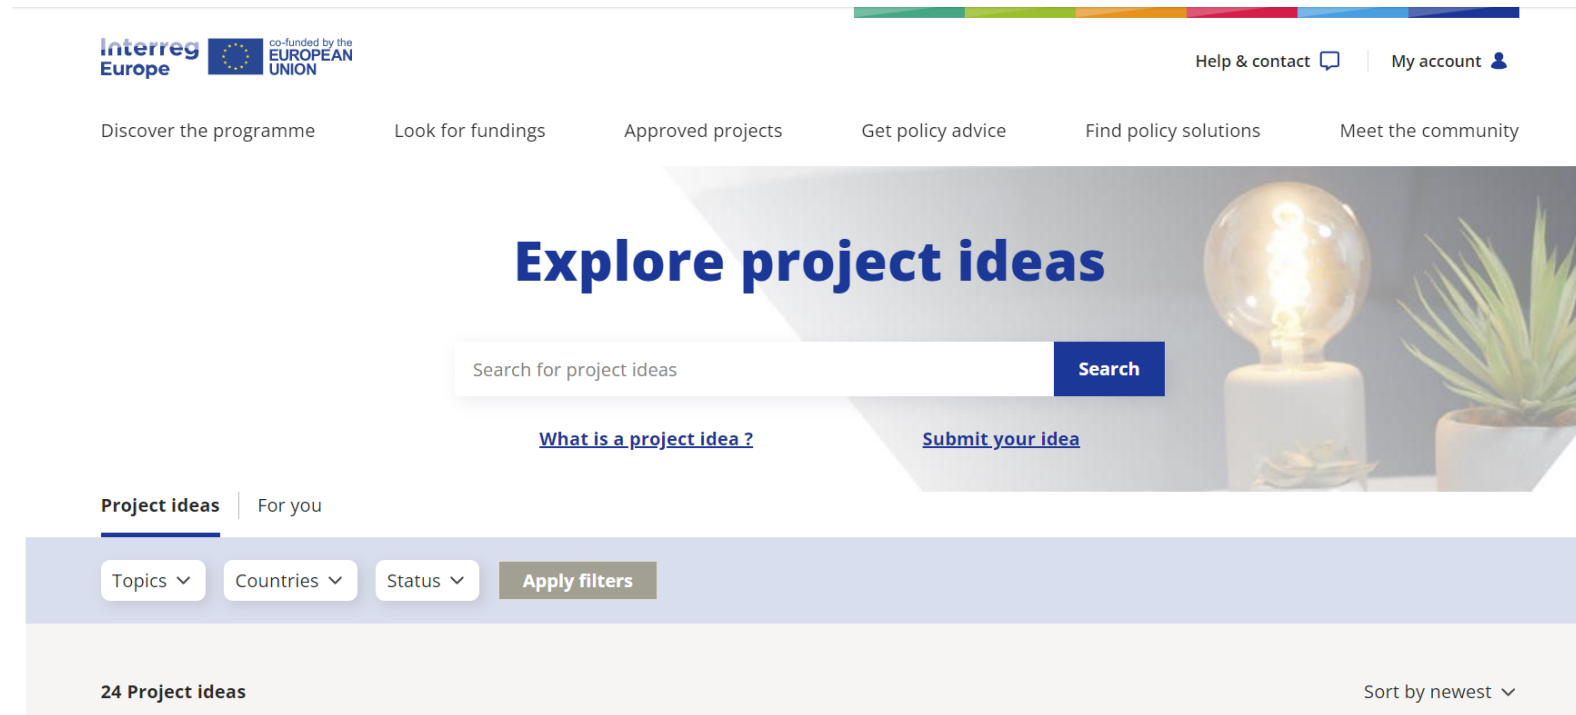 Interreg
Europe
co-funded by the
EUROPEAN
UNION
Help & contact
My account
Discover the programme
Look for fundings
Approved projects
Get policy advice
Find policy solutions
Meet the community
Explore project ideas
Search for project ideas
Search
What is a project idea ?
Submit your idea
Project ideas
For you
Topics
Countries
Status
Apply filters
24 Project ideas
Sort by newest